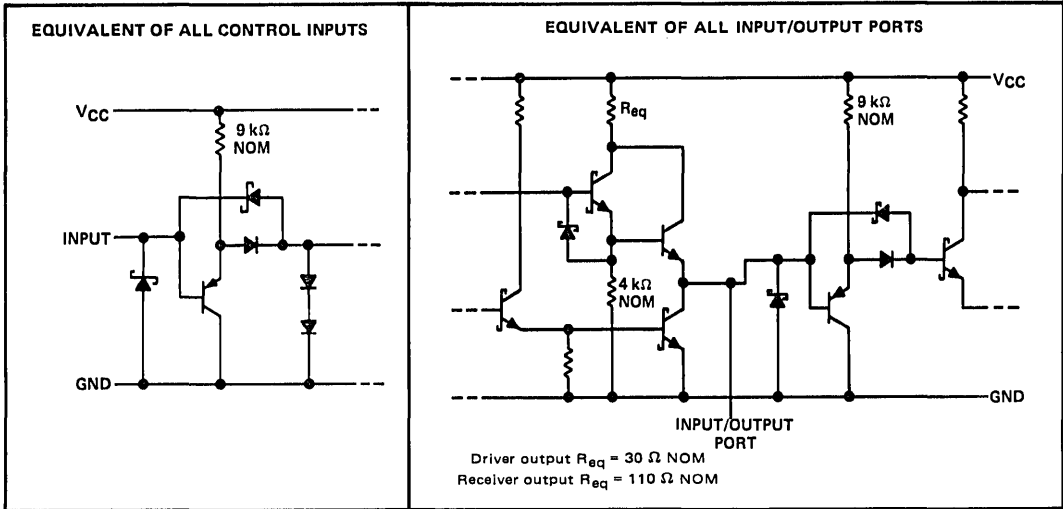 EQUIVALENT OF ALL CONTROL INPUTS
VCC
9 kΩ
NOM
INPUT
GND
EQUIVALENT OF ALL INPUT/OUTPUT PORTS
VCC
Req
9 kΩ
NOM
4 kΩ
NOM
GND
INPUT/OUTPUT
PORT
Driver output Req = 30 Ω NOM
Receiver output Req = 110 Ω NOM